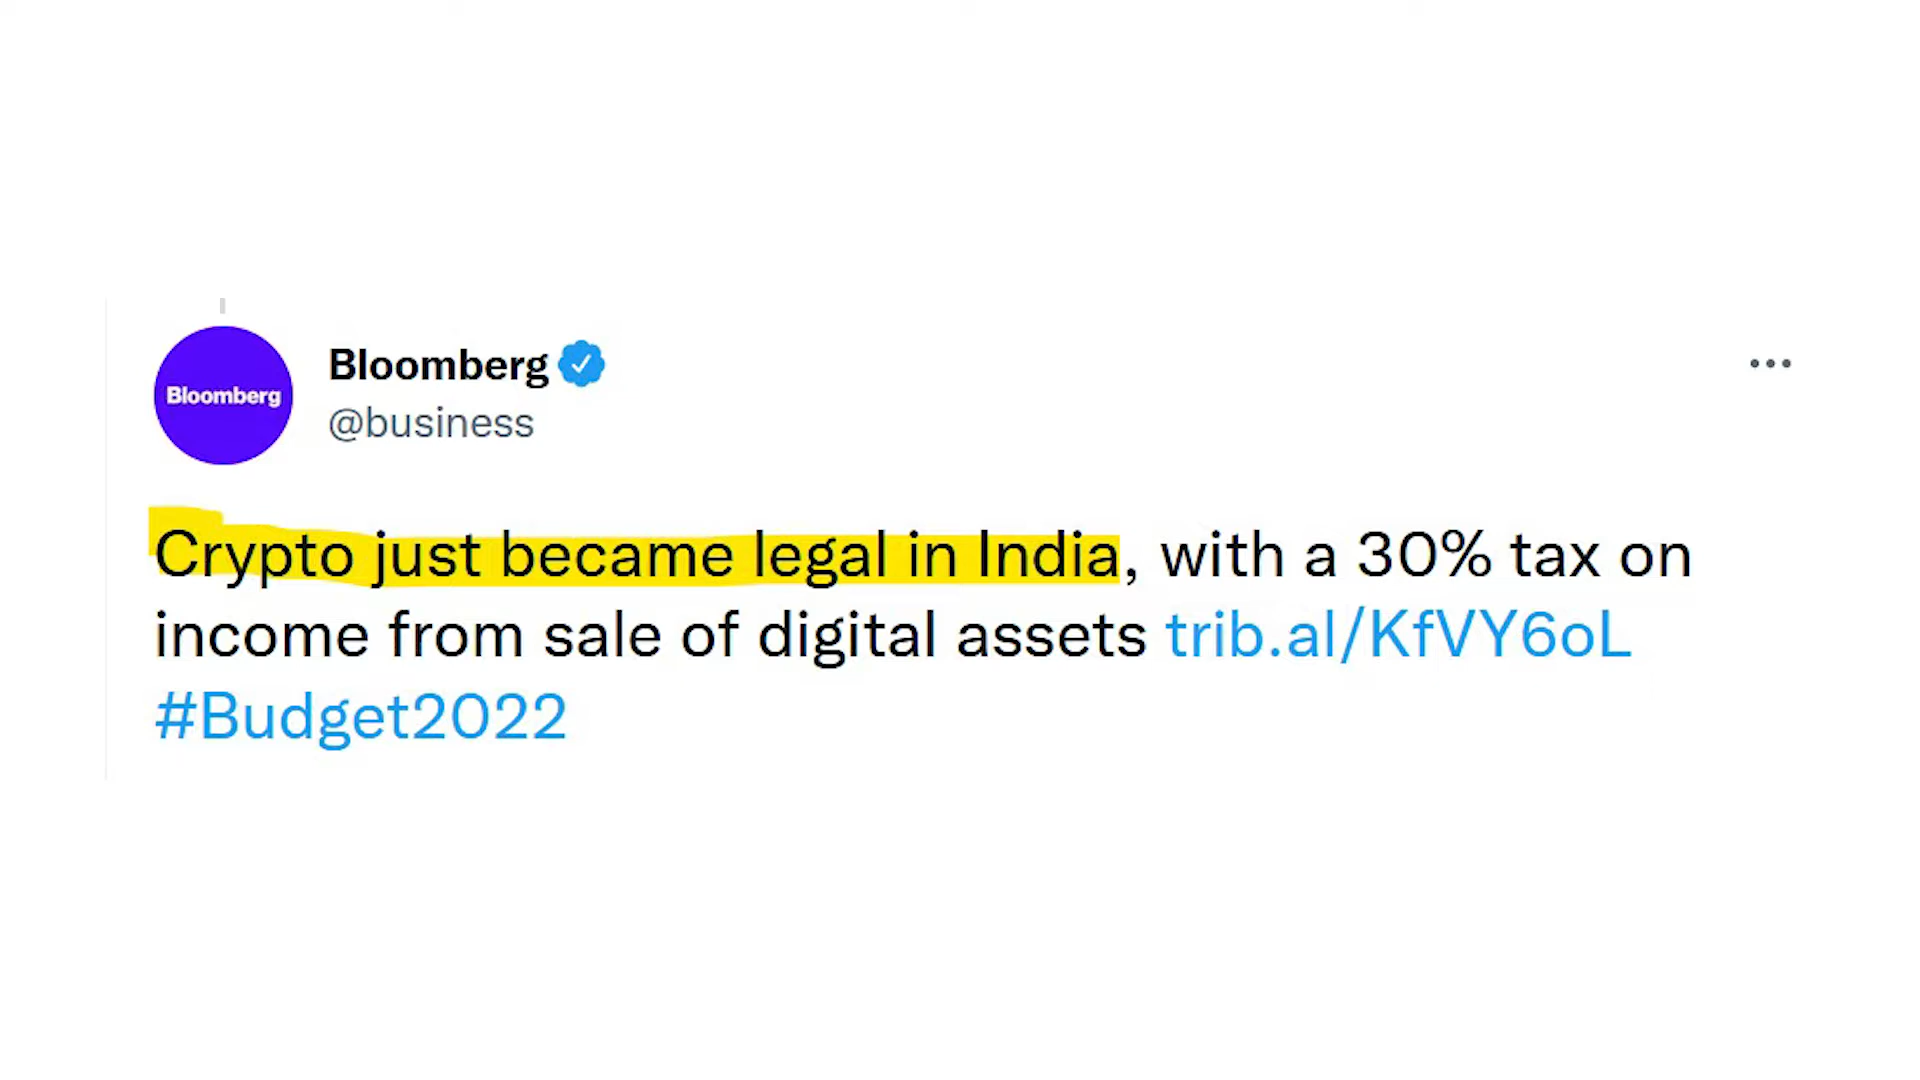 Bloomberg
Bloomberg
@business
Crypto just became legal in India, with a 30% tax on
income from sale of digital assets trib.al/KfVY6oL
#Budget2022